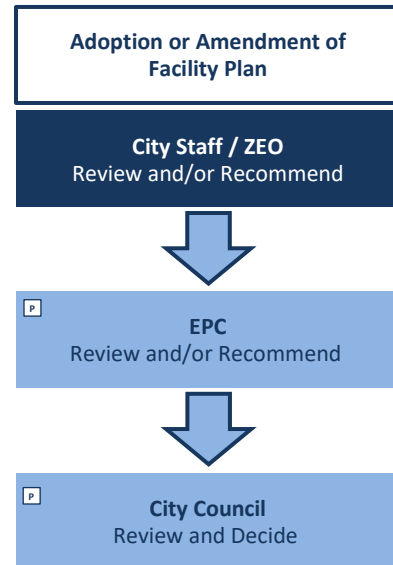 Adoption or Amendment of
Facility Plan
City Staff / ZEO
Review and/or Recommend
P
EPC
Review and/or Recommend
P
City Council
Review and Decide